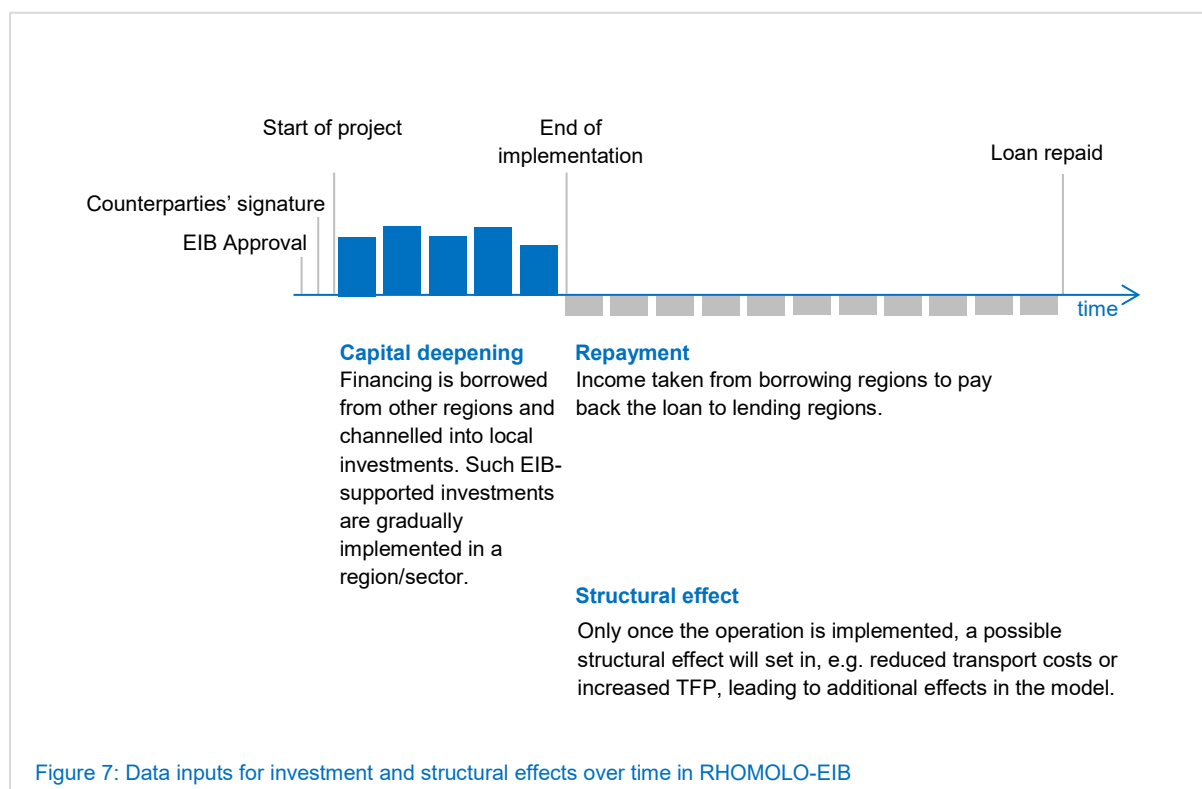 Start of project
End of
implementation
Loan repaid
Counterparties’ signature
EIB Approval
time
Capital deepening
Financing is borrowed
from other regions and
channelled into local
investments. Such EIB-
supported investments
are gradually
implemented in a
region/sector.
Repayment
Income taken from borrowing regions to pay
back the loan to lending regions.
Structural effect
Only once the operation is implemented, a possible
structural effect will set in, e.g. reduced transport costs or
increased TFP, leading to additional effects in the model.
Figure 7: Data inputs for investment and structural effects over time in RHOMOLO-EIB